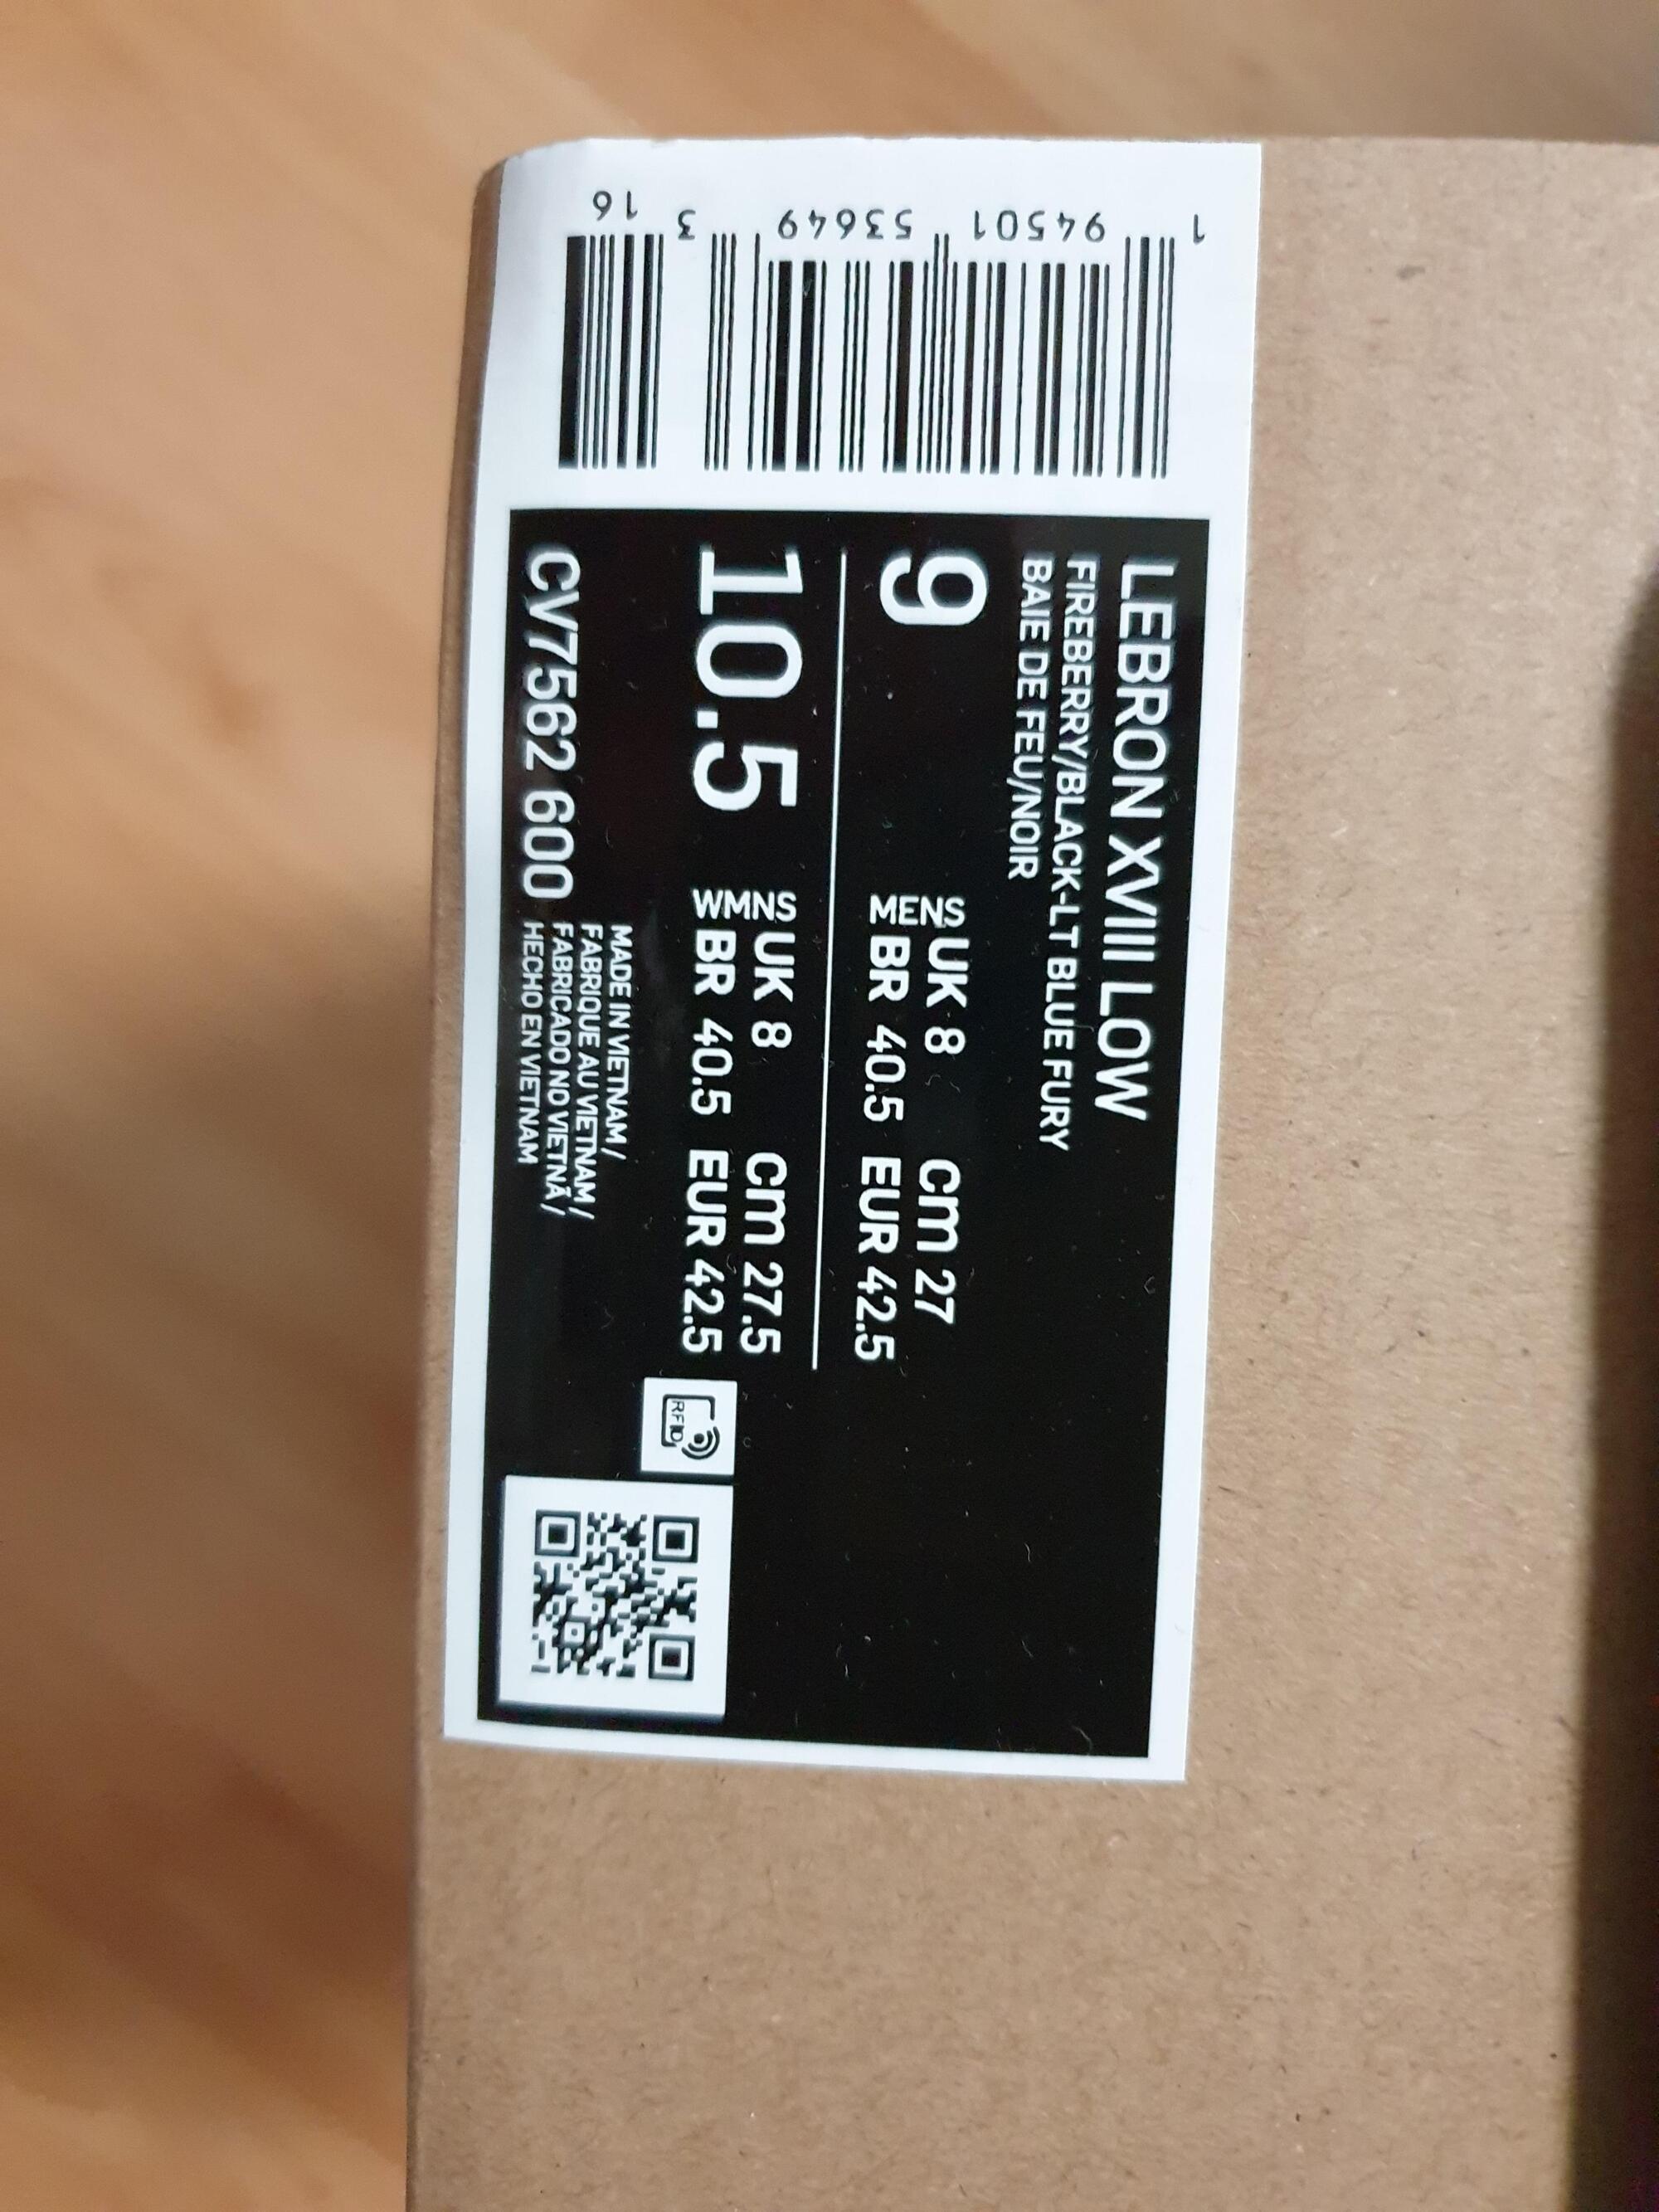 LEBRON XVIII LOW
FIREBERRY/BLACK-LT BLUE FURY
BAIE DE FEU/NOIR
9
MENS
UK 8 cm 27
BR 40.5 EUR 42.5
10.5
WMNS
UK 8 cm 27.5
BR 40.5 EUR 42.5
CV7562 600
MADE IN VIETNAM /
FABRIQUE AU VIETNAM /
FABRICADO NO VIETNÃ /
HECHO EN VIETNAM
RFID
1 94501 53649 3 16